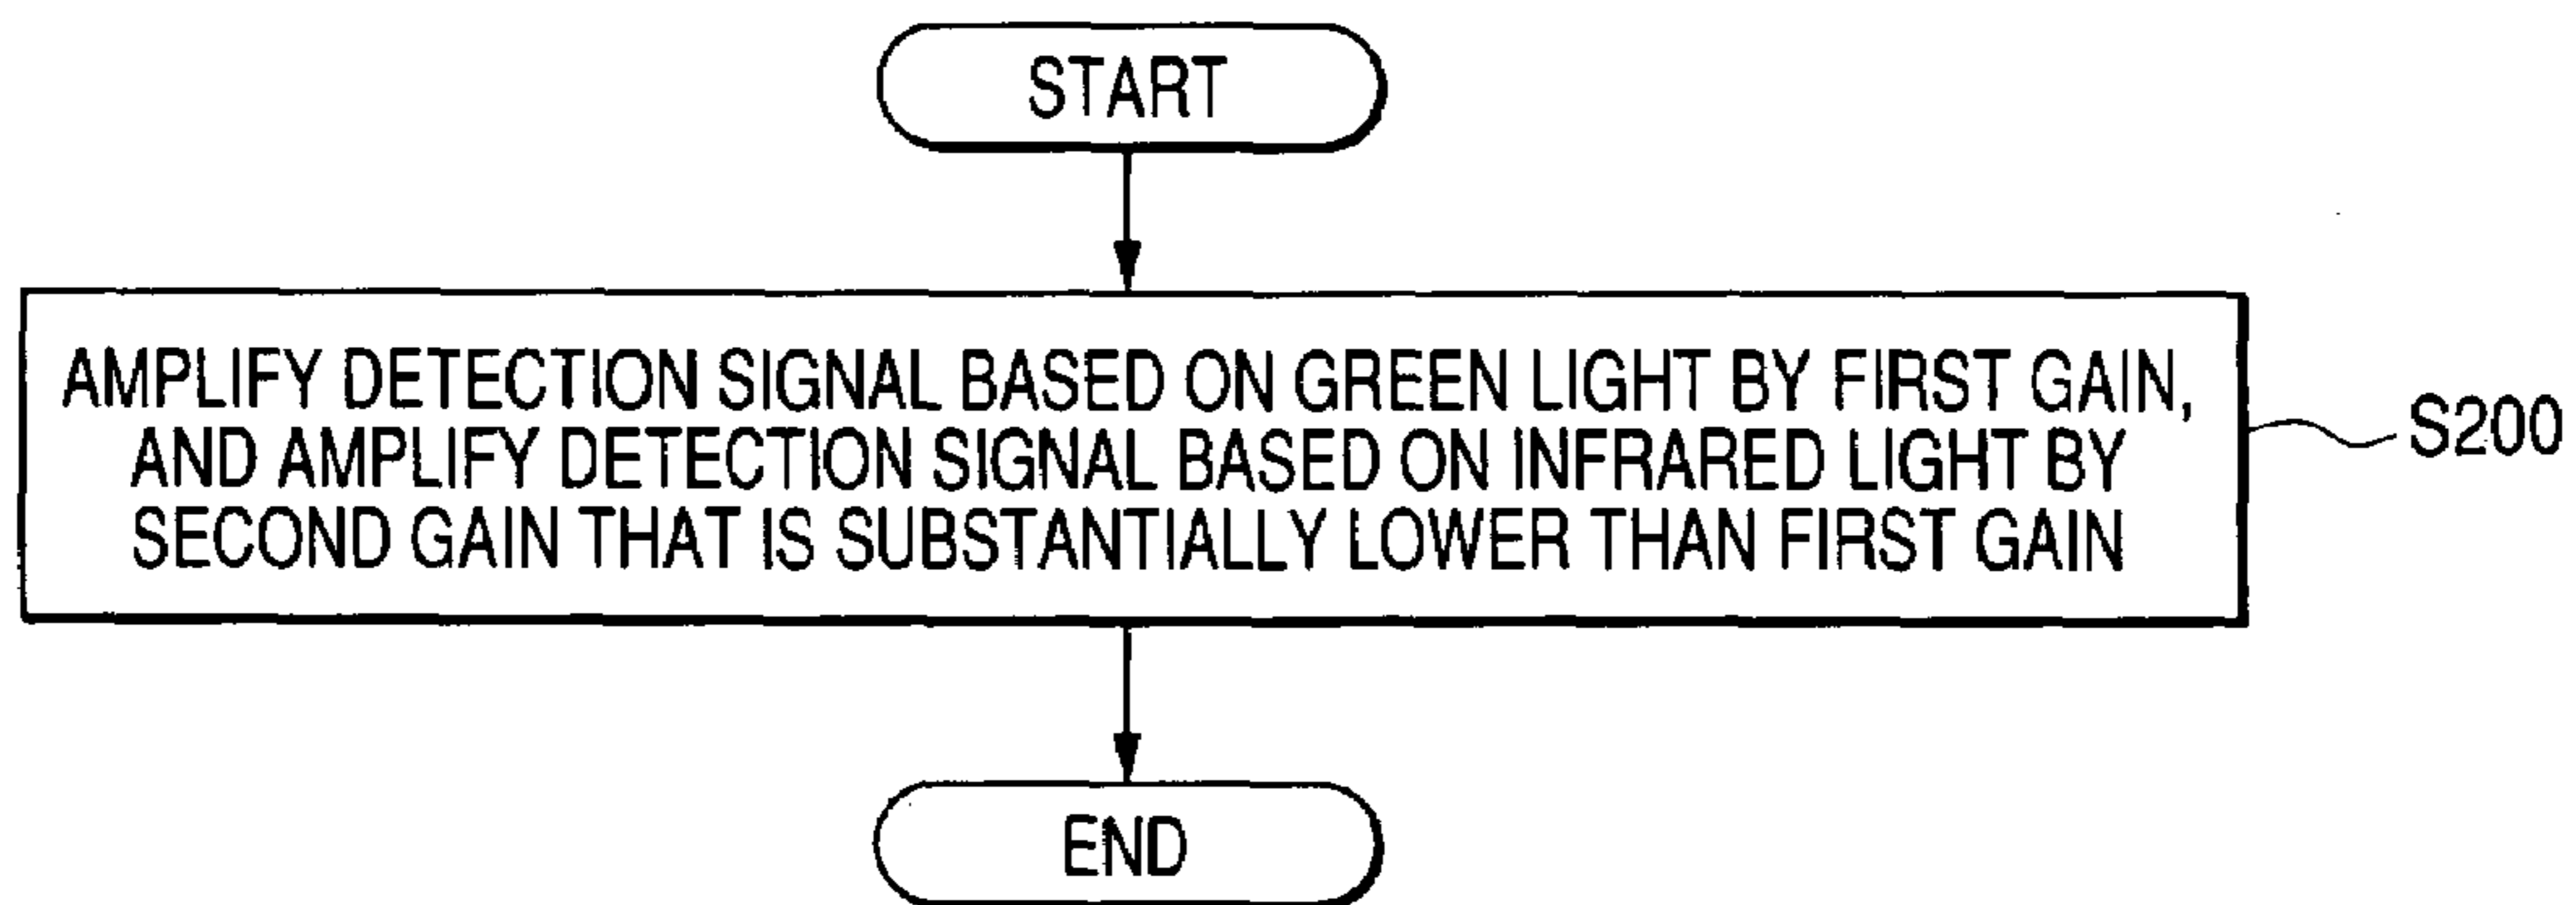 START
AMPLIFY DETECTION SIGNAL BASED ON GREEN LIGHT BY FIRST GAIN,
AND AMPLIFY DETECTION SIGNAL BASED ON INFRARED LIGHT BY
SECOND GAIN THAT IS SUBSTANTIALLY LOWER THAN FIRST GAIN
S200
END